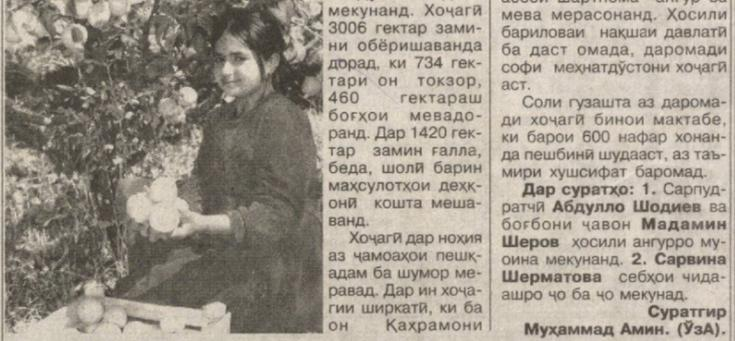 мекунанд. Хоҷагӣ
3006 гектар зами-
ни обёришаванда
дорад, ки 734 гек-
тари он токзор,
460 гектараш
боғҳои мевадо-
ранд. Дар 1420 гек-
тар замин ғалла,
беда, шолӣ барин
маҳсулотҳои деҳқ-
онӣ кошта меша-
ванд.
Хоҷагӣ дар ноҳия
аз ҷамоаҳои пешқ-
адам ба шумор ме-
равад. Дар ин хоҷа-
гии ширкатӣ, ки ба
он Қаҳрамони
мева мерасонанд. Ҳосили
бариловаи нақшаи давлатӣ
ба даст омада, даромади
софи меҳнатдӯстони хоҷагӣ
аст.
Соли гузашта аз дарома-
ди хоҷагӣ бинои мактабе,
ки барои 600 нафар хонан-
да пешбинӣ шудааст, аз таъ-
мири хушсифат баромад.
Дар суратҳо: 1. Сарпуд-
ратчӣ Абдулло Шодиев ва
боғбони ҷавон Мадамин
Шеров ҳосили ангурро му-
оина мекунанд. 2. Сарвина
Шерматова себҳои чида-
ашро ҷо ба ҷо мекунад.
Суратгир
Муҳаммад Амин. (ЎзА).